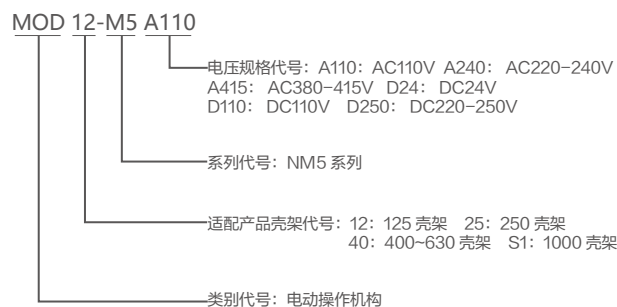 MOD 12-M5 A110
电压规格代号：A110：AC110V A240：AC220-240V
A415：AC380-415V D24：DC24V
D110：DC110V D250：DC220-250V
系列代号：NM5 系列
适配产品壳架代号：12：125 壳架 25：250 壳架
40：400~630 壳架 S1：1000 壳架
类别代号：电动操作机构